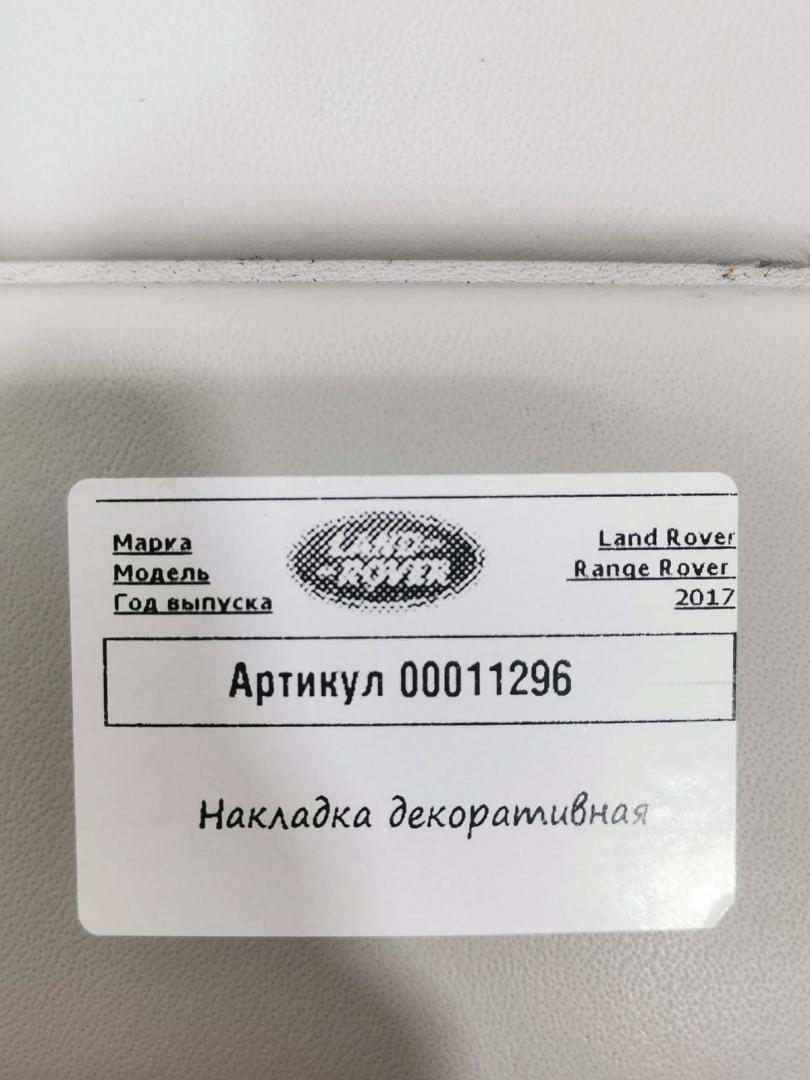 Марка LAND ROVER Land Rover
Модель Range Rover
Год выпуска 2017
Артикул 00011296
Накладка декоративная